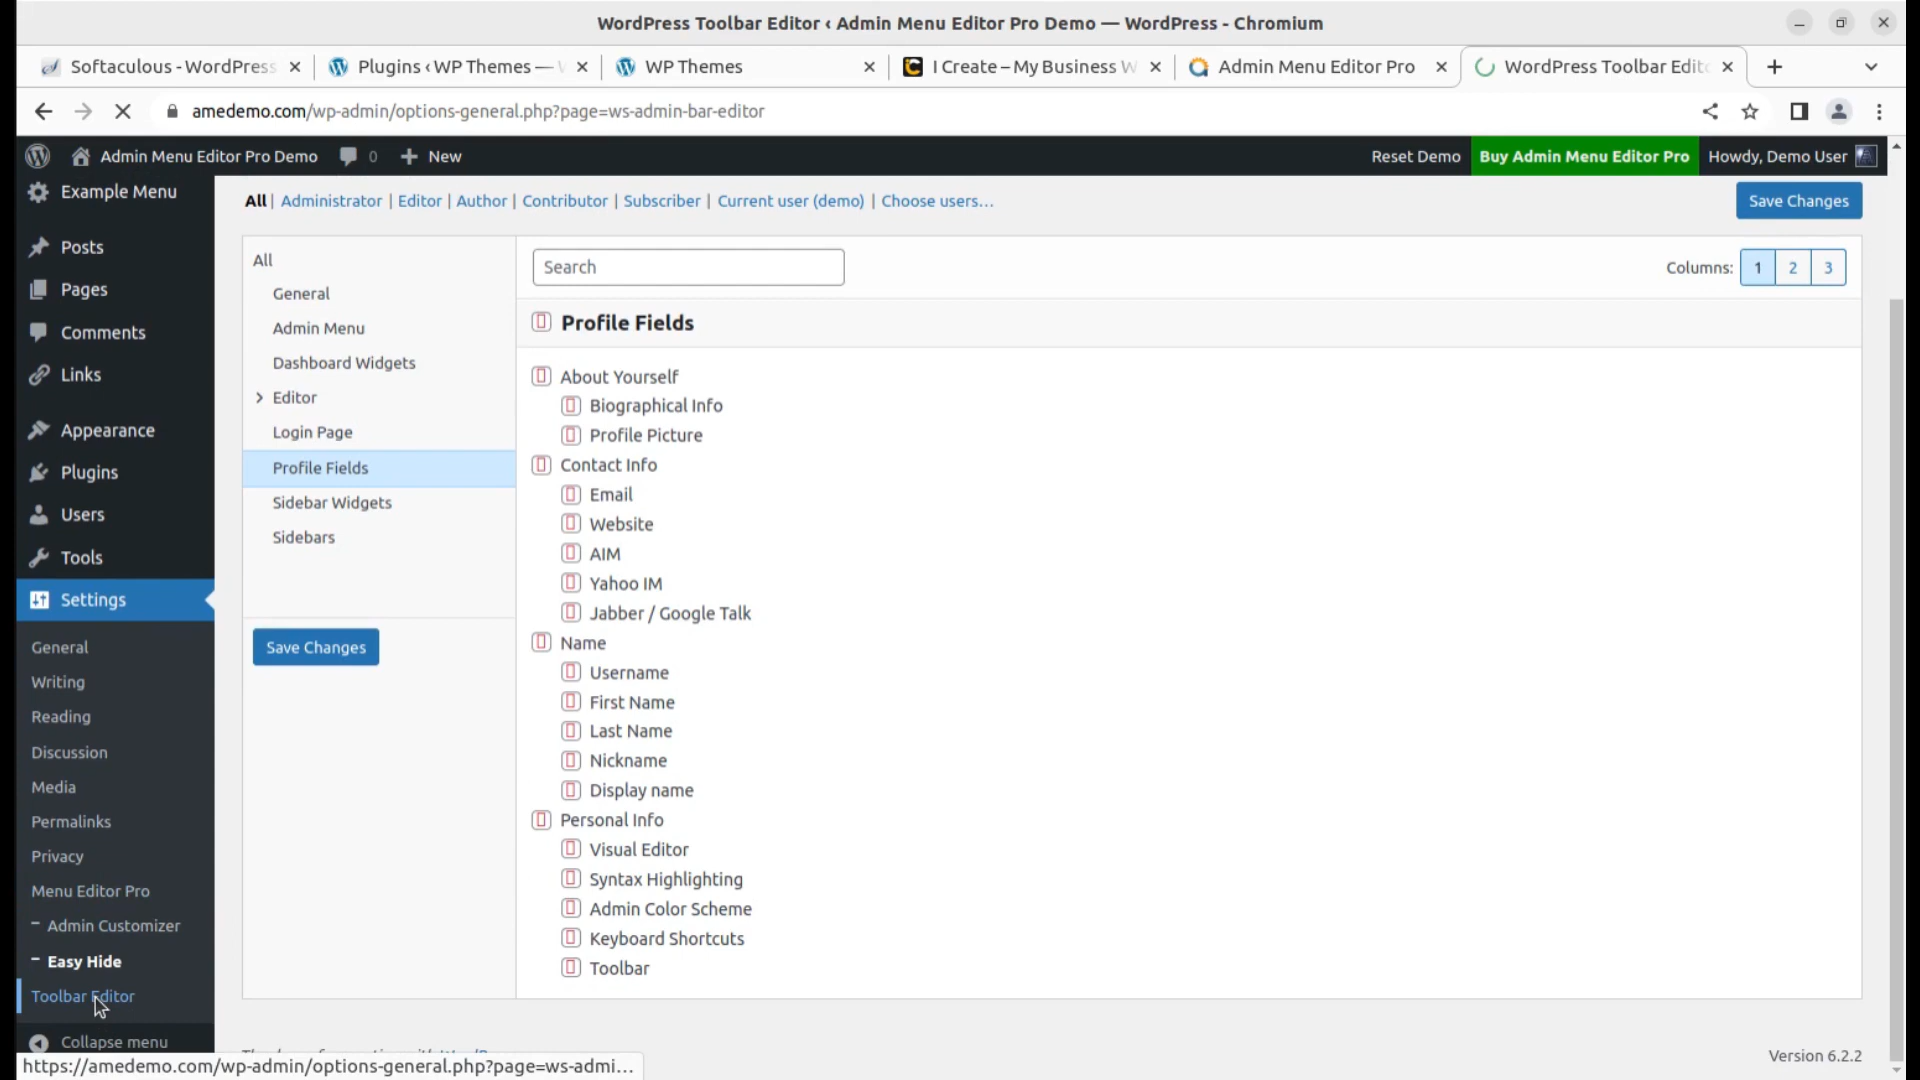 WordPress Toolbar Editor ‹ Admin Menu Editor Pro Demo — WordPress - Chromium
Softaculous - WordPress
Plugins ‹ WP Themes —
WP Themes
I Create – My Business W
Admin Menu Editor Pro
WordPress Toolbar Edit
amedemo.com/wp-admin/options-general.php?page=ws-admin-bar-editor
Admin Menu Editor Pro Demo
0
New
Reset Demo
Buy Admin Menu Editor Pro
Howdy, Demo User
Example Menu
Posts
Pages
Comments
Links
Appearance
Plugins
Users
Tools
Settings
General
Writing
Reading
Discussion
Media
Permalinks
Privacy
Menu Editor Pro
– Admin Customizer
– Easy Hide
Toolbar Editor
Collapse menu
All | Administrator | Editor | Author | Contributor | Subscriber | Current user (demo) | Choose users…
Save Changes
All
General
Admin Menu
Dashboard Widgets
Editor
Login Page
Profile Fields
Sidebar Widgets
Sidebars
Save Changes
Search
Columns: 1 2 3
Profile Fields
About Yourself
Biographical Info
Profile Picture
Contact Info
Email
Website
AIM
Yahoo IM
Jabber / Google Talk
Name
Username
First Name
Last Name
Nickname
Display name
Personal Info
Visual Editor
Syntax Highlighting
Admin Color Scheme
Keyboard Shortcuts
Toolbar
Version 6.2.2
https://amedemo.com/wp-admin/options-general.php?page=ws-admi…